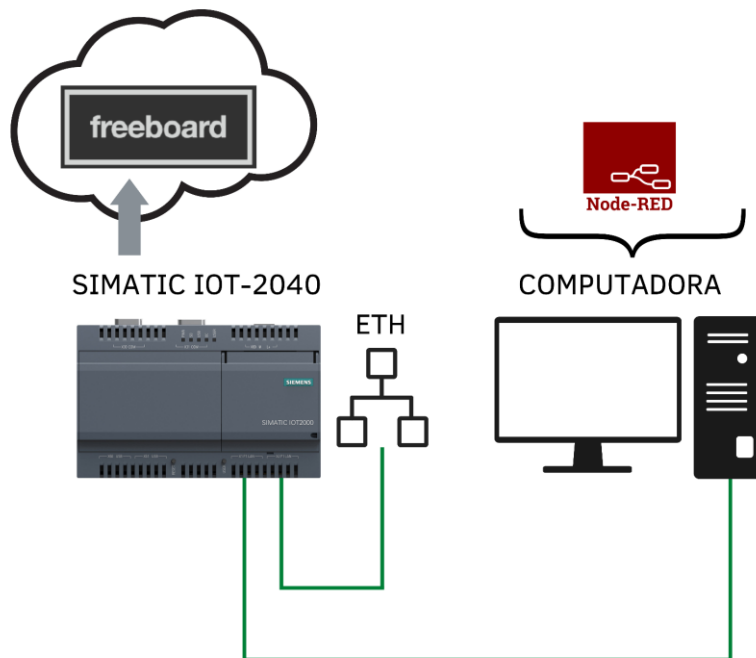 freeboard
Node-RED
SIMATIC IOT-2040
COMPUTADORA
ETH
SIEMENS
SIMATIC IOT2000